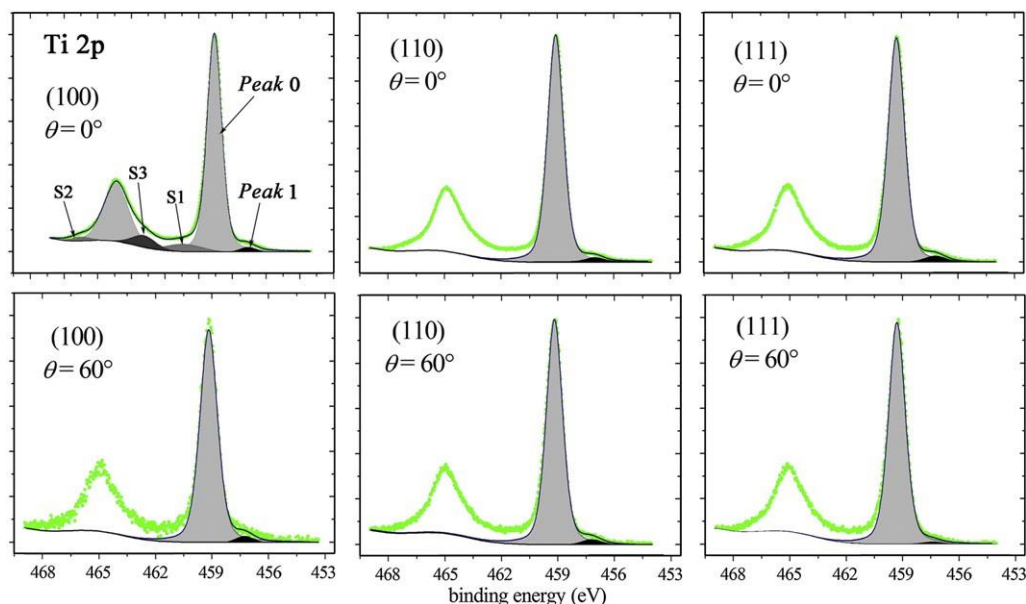 Ti 2p
(100)
θ = 0°
Peak 0
S2
S3
S1
Peak 1
(110)
θ = 0°
(111)
θ = 0°
(100)
θ = 60°
(110)
θ = 60°
(111)
θ = 60°
468 465 462 459 456 453 468 465 462 459 456 453 468 465 462 459 456 453
binding energy (eV)